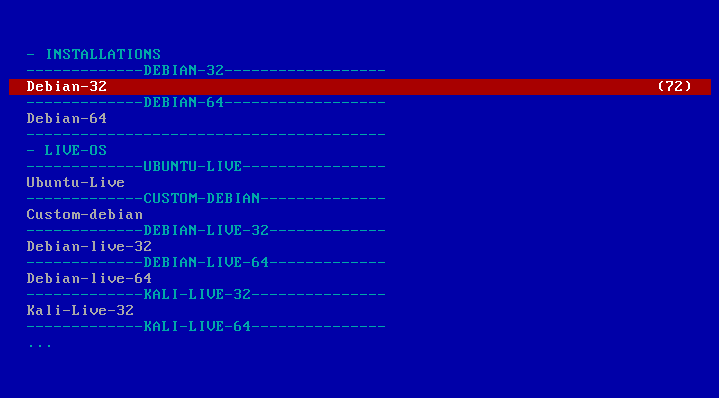 - INSTALLATIONS
-------------DEBIAN-32------------------
Debian-32 (72)
-------------DEBIAN-64------------------
Debian-64
----------------------------------------
- LIVE-OS
-------------UBUNTU-LIVE----------------
Ubuntu-Live
-------------CUSTOM-DEBIAN--------------
Custom-debian
-------------DEBIAN-LIVE-32-------------
Debian-live-32
-------------DEBIAN-LIVE-64-------------
Debian-live-64
-------------KALI-LIVE-32---------------
Kali-Live-32
-------------KALI-LIVE-64---------------
...